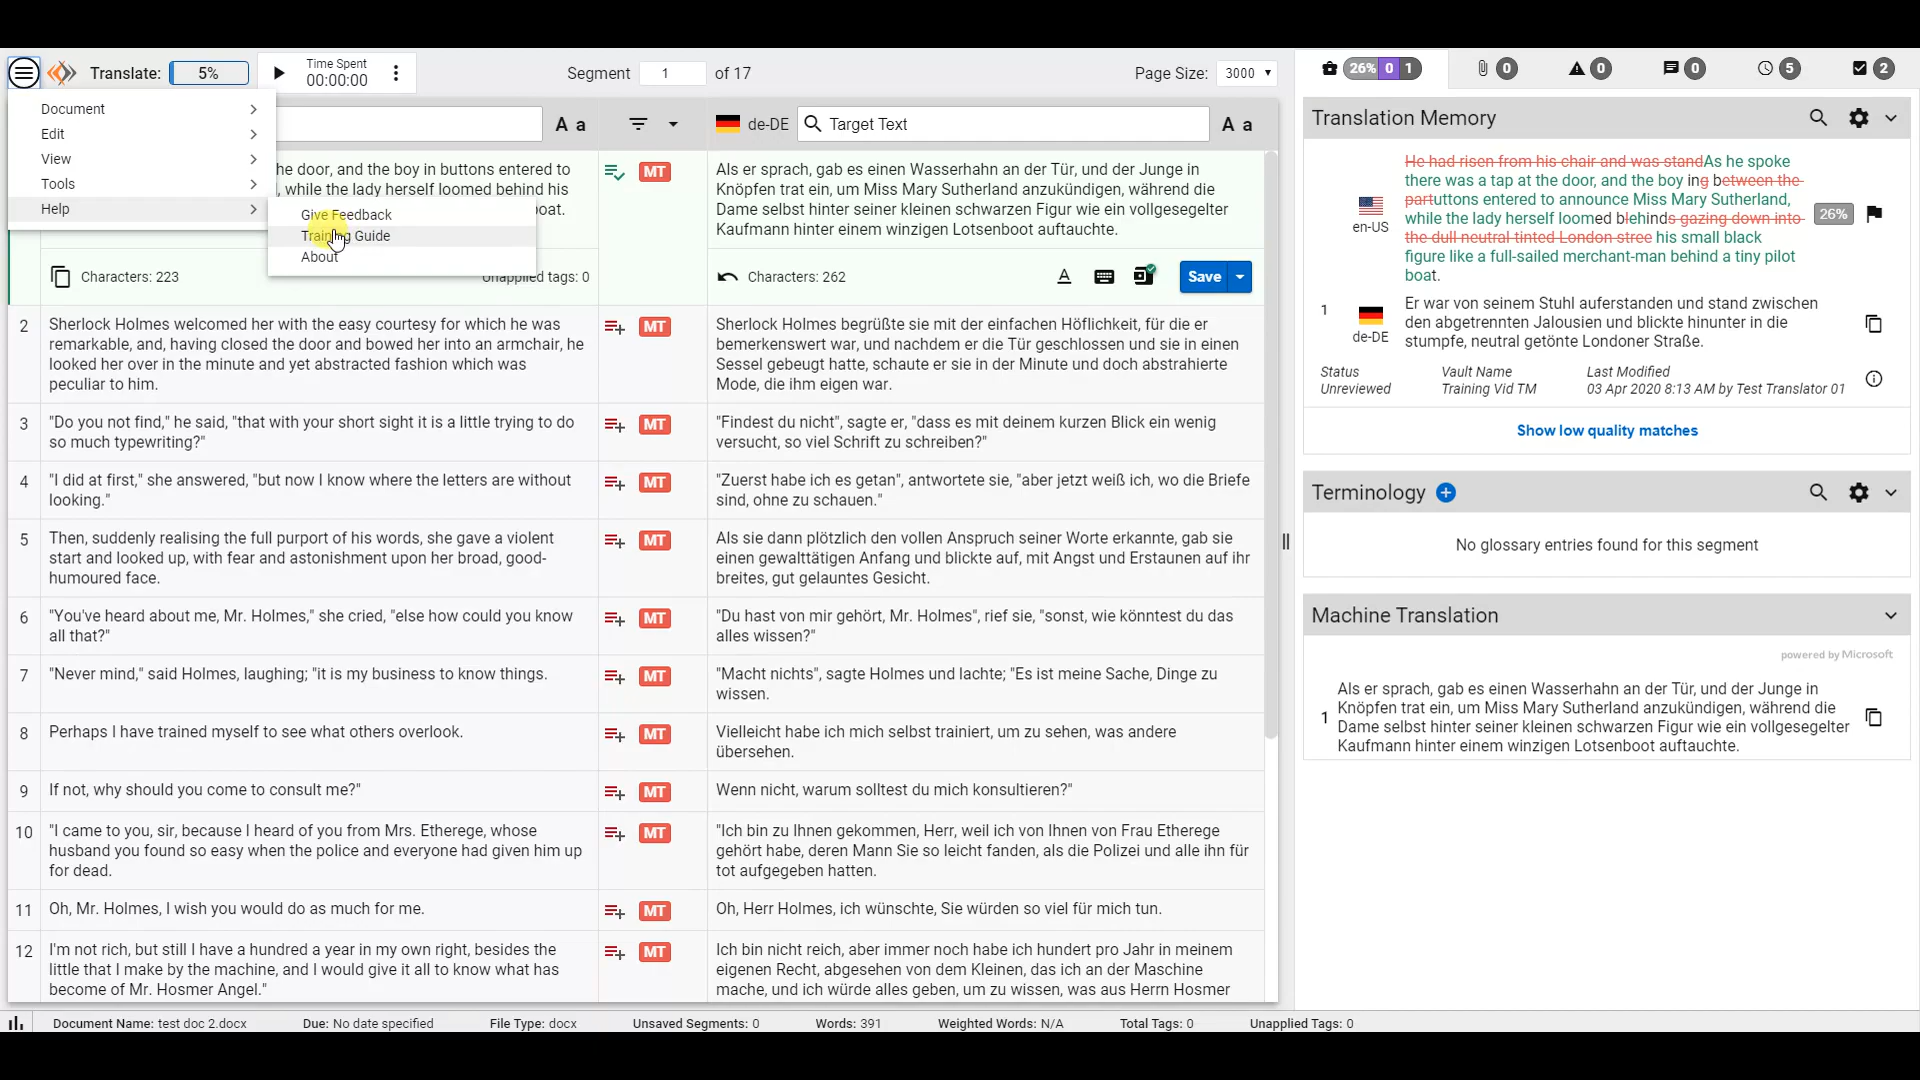 Translate: 5%
Time Spent
00:00:00
Segment 1 of 17
Page Size: 3000
26% 0 1
0
0
0
5
2
Document
Edit
View
Tools
Help
Give Feedback
Training Guide
About
A a
de-DE Target Text A a
he door, and the boy in buttons entered to
, while the lady herself loomed behind his
oat.
MT
Als er sprach, gab es einen Wasserhahn an der Tür, und der Junge in
Knöpfen trat ein, um Miss Mary Sutherland anzukündigen, während die
Dame selbst hinter seiner kleinen schwarzen Figur wie ein vollgesegelter
Kaufmann hinter einem winzigen Lotsenboot auftauchte.
Characters: 223
Unapplied tags: 0
Characters: 262
Save
2
Sherlock Holmes welcomed her with the easy courtesy for which he was
remarkable, and, having closed the door and bowed her into an armchair, he
looked her over in the minute and yet abstracted fashion which was
peculiar to him.
MT
Sherlock Holmes begrüßte sie mit der einfachen Höflichkeit, für die er
bemerkenswert war, und nachdem er die Tür geschlossen und sie in einen
Sessel gebeugt hatte, schaute er sie in der Minute und doch abstrahierte
Mode, die ihm eigen war.
3
"Do you not find," he said, "that with your short sight it is a little trying to do
so much typewriting?"
MT
"Findest du nicht", sagte er, "dass es mit deinem kurzen Blick ein wenig
versucht, so viel Schrift zu schreiben?"
4
"I did at first," she answered, "but now I know where the letters are without
looking."
MT
"Zuerst habe ich es getan", antwortete sie, "aber jetzt weiß ich, wo die Briefe
sind, ohne zu schauen."
5
Then, suddenly realising the full purport of his words, she gave a violent
start and looked up, with fear and astonishment upon her broad, good-
humoured face.
MT
Als sie dann plötzlich den vollen Anspruch seiner Worte erkannte, gab sie
einen gewalttätigen Anfang und blickte auf, mit Angst und Erstaunen auf ihr
breites, gut gelauntes Gesicht.
6
"You've heard about me, Mr. Holmes," she cried, "else how could you know
all that?"
MT
"Du hast von mir gehört, Mr. Holmes", rief sie, "sonst, wie könntest du das
alles wissen?"
7
"Never mind," said Holmes, laughing; "it is my business to know things.
MT
"Macht nichts", sagte Holmes und lachte; "Es ist meine Sache, Dinge zu
wissen.
8
Perhaps I have trained myself to see what others overlook.
MT
Vielleicht habe ich mich selbst trainiert, um zu sehen, was andere
übersehen.
9
If not, why should you come to consult me?"
MT
Wenn nicht, warum solltest du mich konsultieren?"
10
"I came to you, sir, because I heard of you from Mrs. Etherege, whose
husband you found so easy when the police and everyone had given him up
for dead.
MT
"Ich bin zu Ihnen gekommen, Herr, weil ich von Ihnen von Frau Etherege
gehört habe, deren Mann Sie so leicht fanden, als die Polizei und alle ihn für
tot aufgegeben hatten.
11
Oh, Mr. Holmes, I wish you would do as much for me.
MT
Oh, Herr Holmes, ich wünschte, Sie würden so viel für mich tun.
12
I'm not rich, but still I have a hundred a year in my own right, besides the
little that I make by the machine, and I would give it all to know what has
become of Mr. Hosmer Angel."
MT
Ich bin nicht reich, aber immer noch habe ich hundert pro Jahr in meinem
eigenen Recht, abgesehen von dem Kleinen, das ich an der Maschine
mache, und ich würde alles geben, um zu wissen, was aus Herrn Hosmer
Translation Memory
He had risen from his chair and was standAs he spoke
there was a tap at the door, and the boy ing between the
partuttons entered to announce Miss Mary Sutherland,
while the lady herself loomed blehinds gazing down into
the dull neutral tinted London stree his small black
figure like a full-sailed merchant-man behind a tiny pilot
boat.
en-US
26%
1
de-DE
Er war von seinem Stuhl auferstanden und stand zwischen
den abgetrennten Jalousien und blickte hinunter in die
stumpfe, neutral getönte Londoner Straße.
Status Vault Name Last Modified
Unreviewed Training Vid TM 03 Apr 2020 8:13 AM by Test Translator 01
Show low quality matches
Terminology
No glossary entries found for this segment
Machine Translation
powered by Microsoft
1
Als er sprach, gab es einen Wasserhahn an der Tür, und der Junge in
Knöpfen trat ein, um Miss Mary Sutherland anzukündigen, während die
Dame selbst hinter seiner kleinen schwarzen Figur wie ein vollgesegelter
Kaufmann hinter einem winzigen Lotsenboot auftauchte.
Document Name: test doc 2.docx Due: No date specified File Type: docx Unsaved Segments: 0 Words: 391 Weighted Words: N/A Total Tags: 0 Unapplied Tags: 0